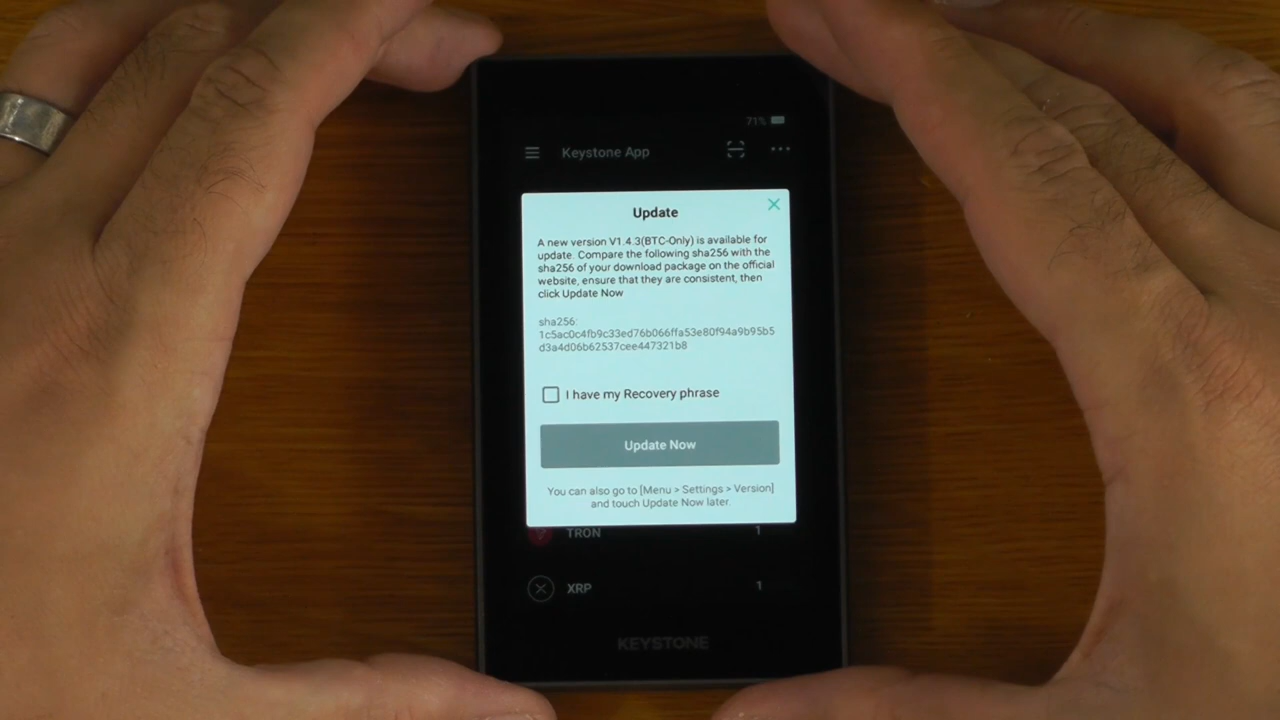 71%
Keystone App
Update
A new version V1.4.3(BTC-Only) is available for
update. Compare the following sha256 with the
sha256 of your download package on the official
website, ensure that they are consistent, then
click Update Now
sha256:
1c5ac0c4fb9c33ed76b066ffa53e80f94a9b95b5
d3a4d06b62537cee447321b8
I have my Recovery phrase
Update Now
You can also go to [Menu > Settings > Version]
and touch Update Now later.
TRON 1
XRP 1
KEYSTONE